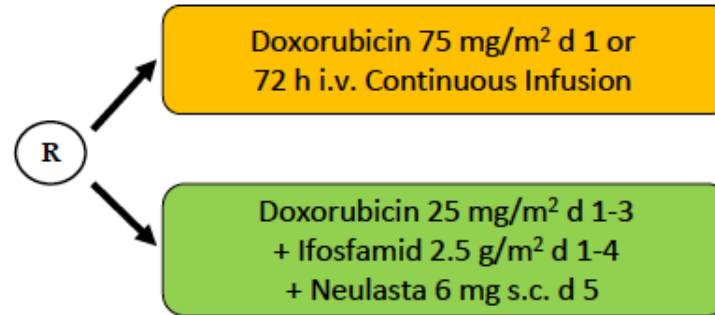 Doxorubicin 75 mg/m² d 1 or
72 h i.v. Continuous Infusion
R
Doxorubicin 25 mg/m² d 1-3
+ Ifosfamid 2.5 g/m² d 1-4
+ Neulasta 6 mg s.c. d 5